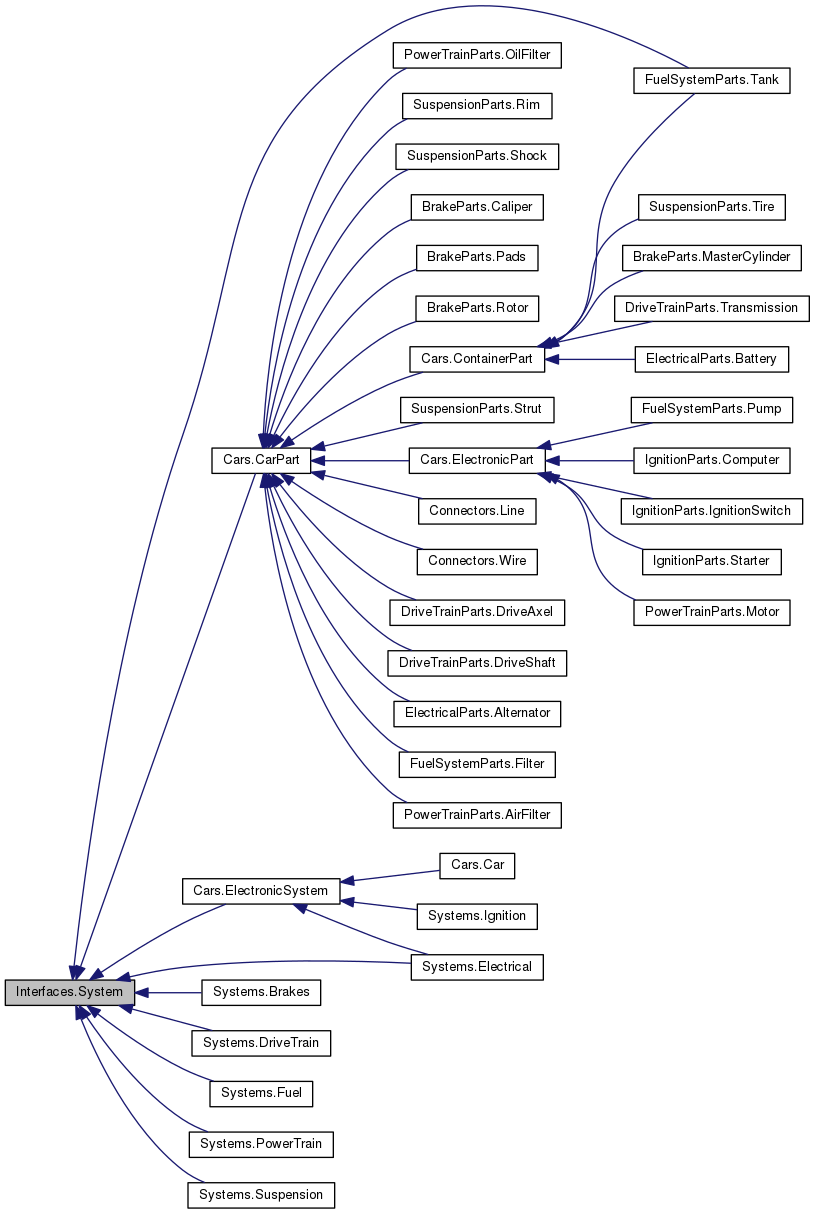 PowerTrainParts.OilFilter
FuelSystemParts.Tank
SuspensionParts.Rim
SuspensionParts.Shock
BrakeParts.Caliper
SuspensionParts.Tire
BrakeParts.Pads
BrakeParts.MasterCylinder
BrakeParts.Rotor
DriveTrainParts.Transmission
Cars.ContainerPart
ElectricalParts.Battery
SuspensionParts.Strut
FuelSystemParts.Pump
Cars.CarPart
Cars.ElectronicPart
IgnitionParts.Computer
Connectors.Line
IgnitionParts.IgnitionSwitch
Connectors.Wire
IgnitionParts.Starter
DriveTrainParts.DriveAxel
PowerTrainParts.Motor
DriveTrainParts.DriveShaft
ElectricalParts.Alternator
FuelSystemParts.Filter
PowerTrainParts.AirFilter
Cars.Car
Cars.ElectronicSystem
Systems.Ignition
Systems.Electrical
Interfaces.System
Systems.Brakes
Systems.DriveTrain
Systems.Fuel
Systems.PowerTrain
Systems.Suspension